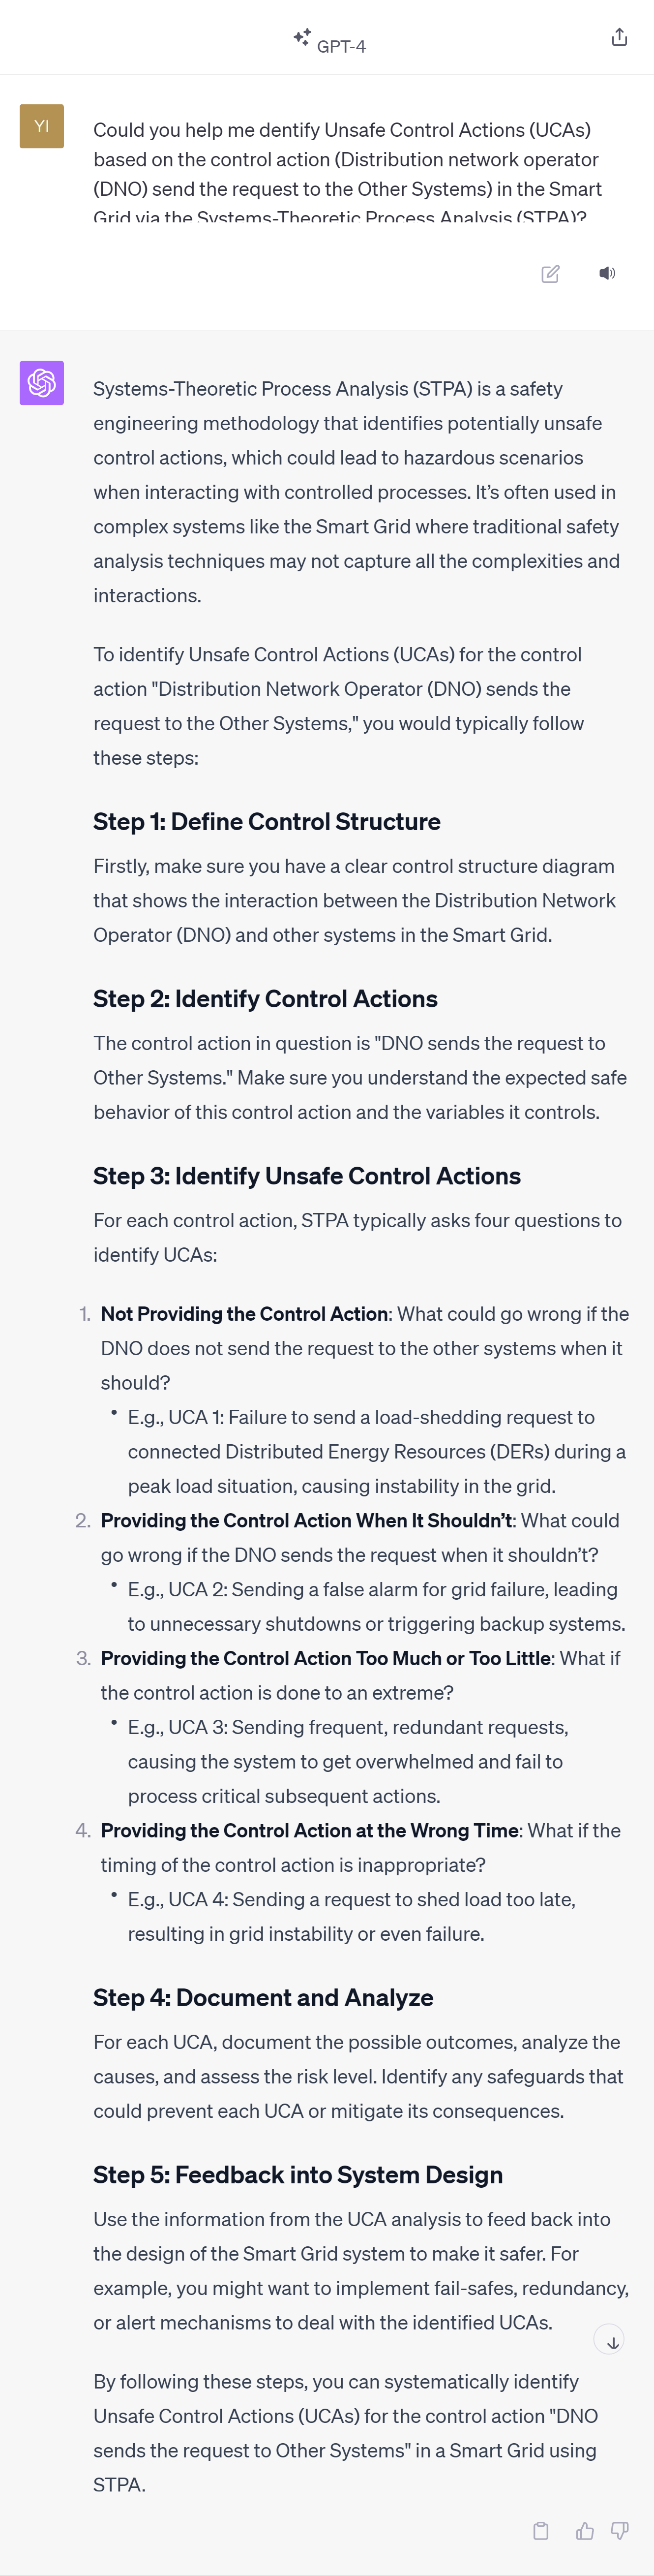 GPT-4
YI
Could you help me dentify Unsafe Control Actions (UCAs)
based on the control action (Distribution network operator
(DNO) send the request to the Other Systems) in the Smart
Grid via the Systems-Theoretic Process Analysis (STPA)?
Systems-Theoretic Process Analysis (STPA) is a safety
engineering methodology that identifies potentially unsafe
control actions, which could lead to hazardous scenarios
when interacting with controlled processes. It’s often used in
complex systems like the Smart Grid where traditional safety
analysis techniques may not capture all the complexities and
interactions.
To identify Unsafe Control Actions (UCAs) for the control
action "Distribution Network Operator (DNO) sends the
request to the Other Systems," you would typically follow
these steps:
Step 1: Define Control Structure
Firstly, make sure you have a clear control structure diagram
that shows the interaction between the Distribution Network
Operator (DNO) and other systems in the Smart Grid.
Step 2: Identify Control Actions
The control action in question is "DNO sends the request to
Other Systems." Make sure you understand the expected safe
behavior of this control action and the variables it controls.
Step 3: Identify Unsafe Control Actions
For each control action, STPA typically asks four questions to
identify UCAs:
1. Not Providing the Control Action: What could go wrong if the
DNO does not send the request to the other systems when it
should?
• E.g., UCA 1: Failure to send a load-shedding request to
connected Distributed Energy Resources (DERs) during a
peak load situation, causing instability in the grid.
2. Providing the Control Action When It Shouldn’t: What could
go wrong if the DNO sends the request when it shouldn’t?
• E.g., UCA 2: Sending a false alarm for grid failure, leading
to unnecessary shutdowns or triggering backup systems.
3. Providing the Control Action Too Much or Too Little: What if
the control action is done to an extreme?
• E.g., UCA 3: Sending frequent, redundant requests,
causing the system to get overwhelmed and fail to
process critical subsequent actions.
4. Providing the Control Action at the Wrong Time: What if the
timing of the control action is inappropriate?
• E.g., UCA 4: Sending a request to shed load too late,
resulting in grid instability or even failure.
Step 4: Document and Analyze
For each UCA, document the possible outcomes, analyze the
causes, and assess the risk level. Identify any safeguards that
could prevent each UCA or mitigate its consequences.
Step 5: Feedback into System Design
Use the information from the UCA analysis to feed back into
the design of the Smart Grid system to make it safer. For
example, you might want to implement fail-safes, redundancy,
or alert mechanisms to deal with the identified UCAs.
By following these steps, you can systematically identify
Unsafe Control Actions (UCAs) for the control action "DNO
sends the request to Other Systems" in a Smart Grid using
STPA.